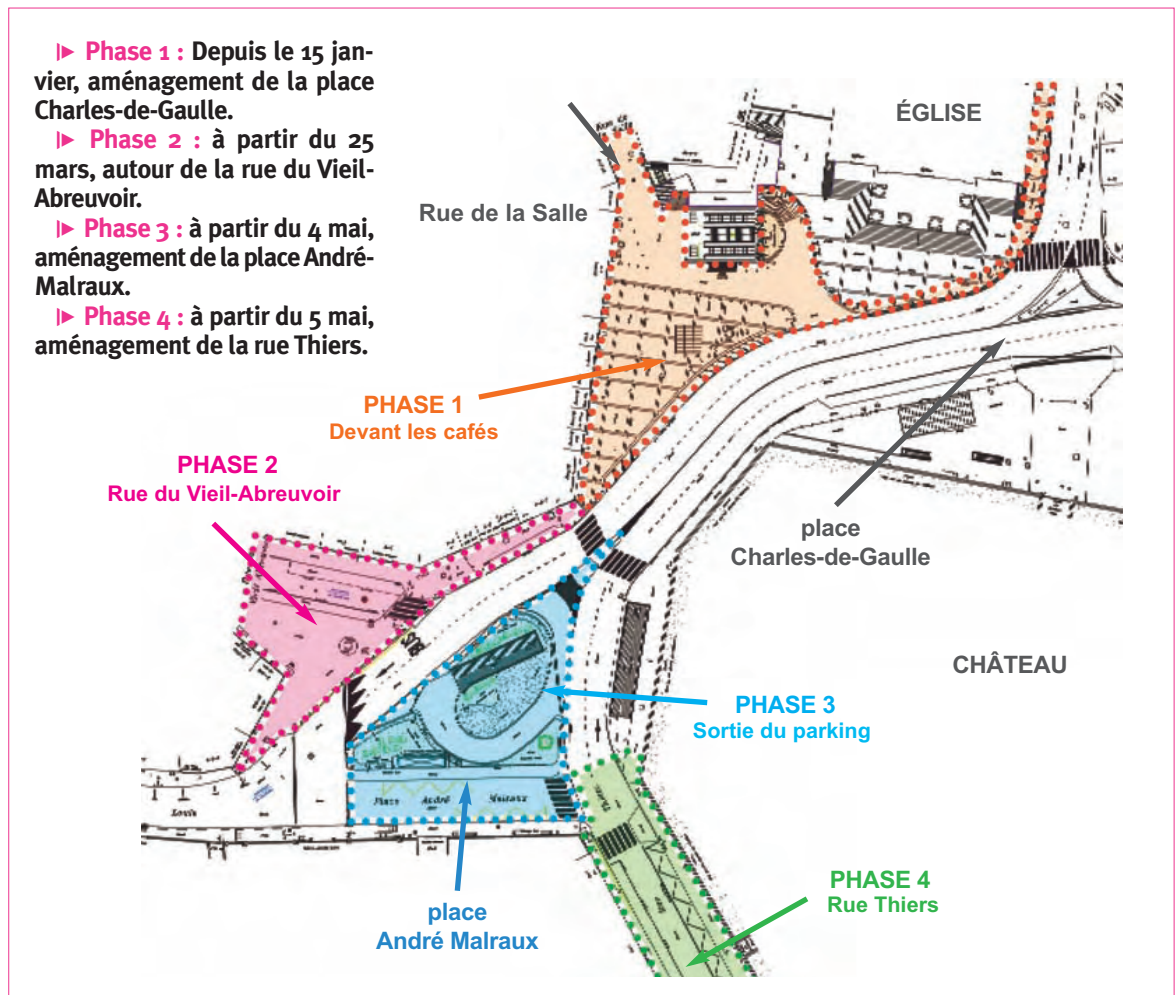 |▶ Phase 1 : Depuis le 15 jan-
vier, aménagement de la place
Charles-de-Gaulle.
|▶ Phase 2 : à partir du 25
mars, autour de la rue du Vieil-
Abreuvoir.
|▶ Phase 3 : à partir du 4 mai,
aménagement de la place André-
Malraux.
|▶ Phase 4 : à partir du 5 mai,
aménagement de la rue Thiers.
ÉGLISE
Rue de la Salle
PHASE 1
Devant les cafés
PHASE 2
Rue du Vieil-Abreuvoir
place
Charles-de-Gaulle
CHÂTEAU
BUS
PHASE 3
Sortie du parking
Place André Malraux
Louis
PHASE 4
Rue Thiers
place
André Malraux